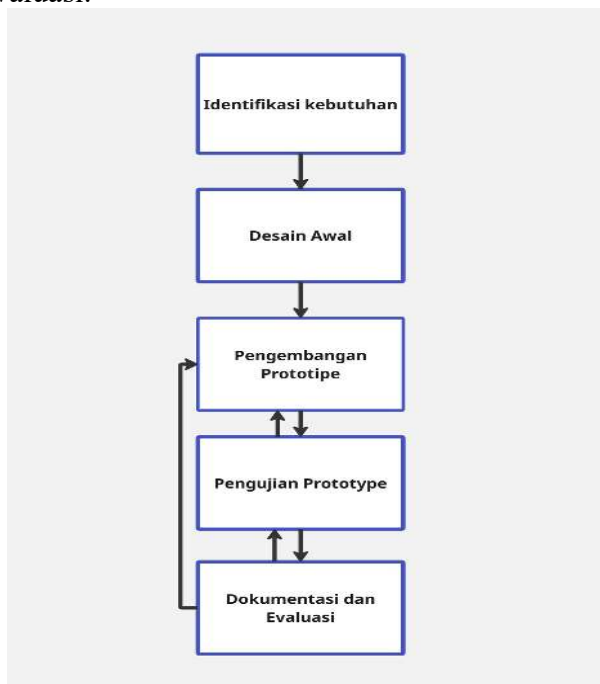 Identifikasi kebutuhan
Desain Awal
Pengembangan
Prototipe
Pengujian Prototype
Dokumentasi dan
Evaluasi